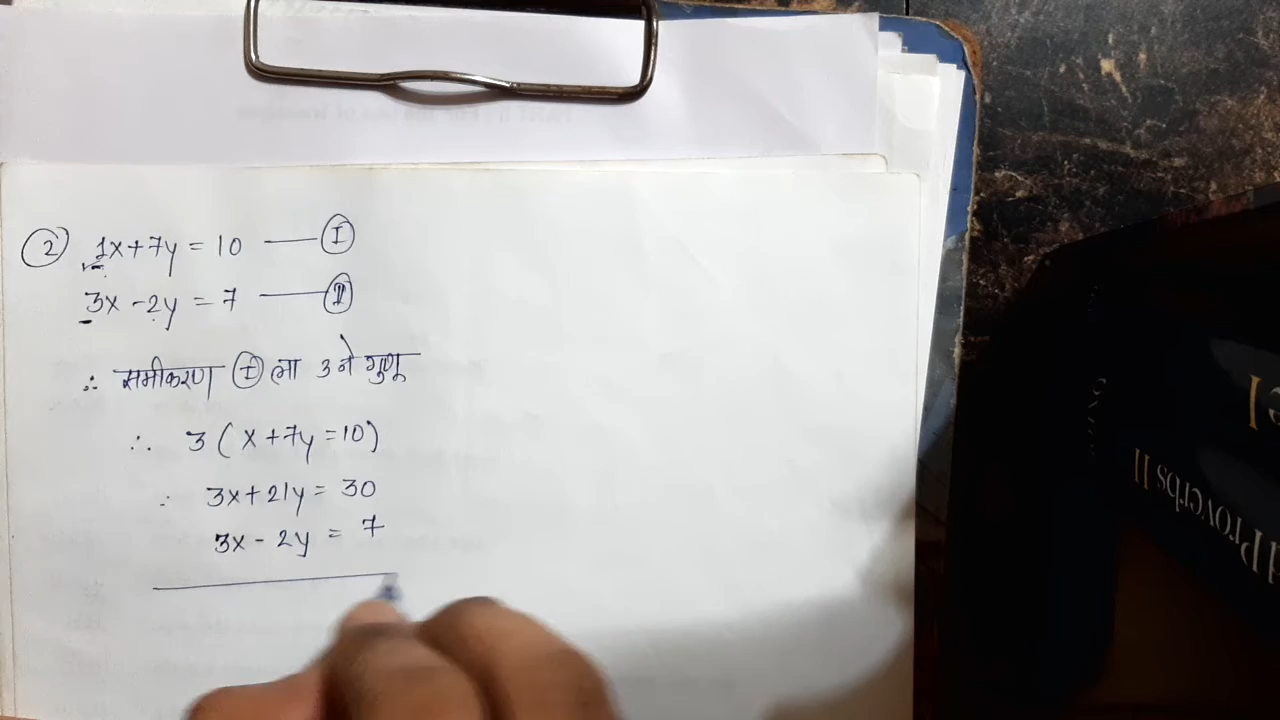 ② 1x+7y = 10 —— Ⓘ
3x - 2y = 7 —— Ⓘ Ⓘ
∴ समीकरण Ⓘ ला 3 ने गुणू
∴ 3 ( x + 7y = 10)
∴ 3x + 21y = 30
3x - 2y = 7
Proverbs II